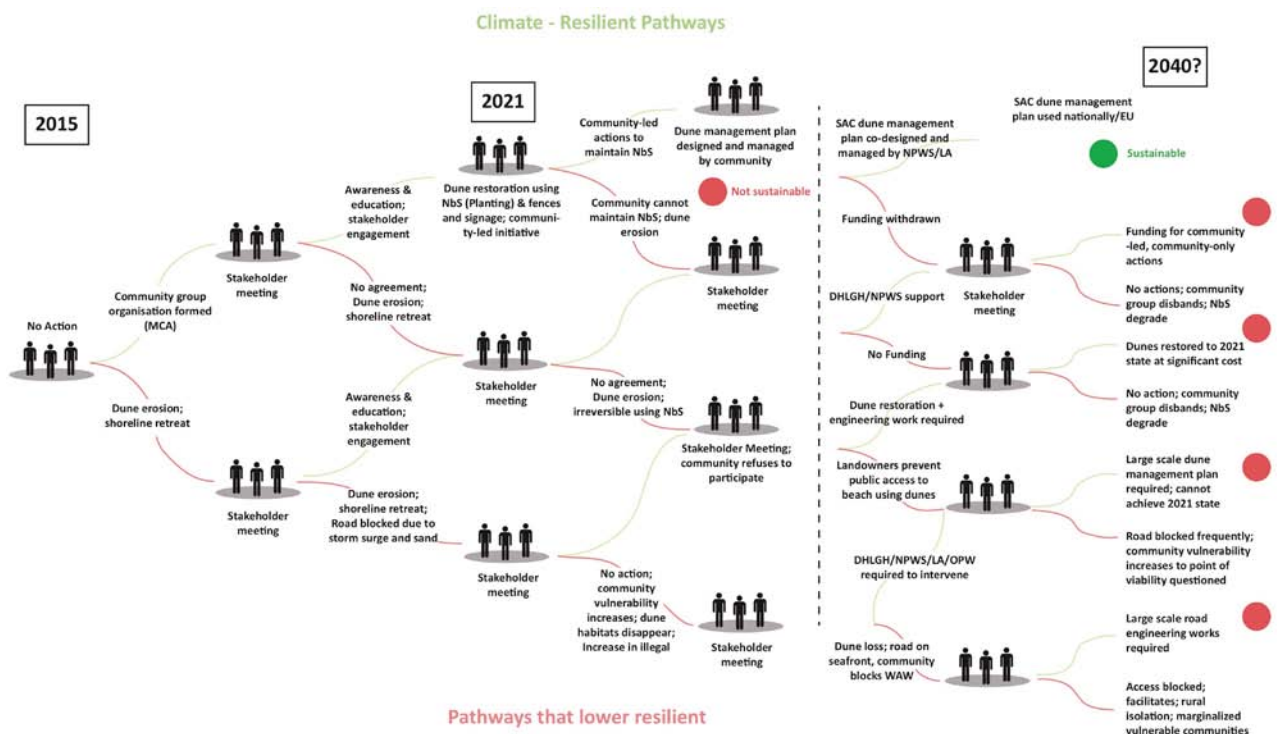 Climate - Resilient Pathways
2015
2021
2040?
No Action
Community group
organisation formed
(MCA)
Dune erosion;
shoreline retreat
Stakeholder
meeting
Stakeholder
meeting
Awareness &
education;
stakeholder
engagement
No agreement;
Dune erosion;
shoreline retreat
Awareness &
education;
stakeholder
engagement
Dune erosion;
shoreline retreat;
Road blocked due to
storm surge and sand
Dune restoration using
NbS (Planting) & fences
and signage; communi-
ty-led initiative
Stakeholder
meeting
Stakeholder
meeting
Community-led
actions to
maintain NbS
Community cannot
maintain NbS; dune
erosion
No agreement;
Dune erosion;
irreversible using NbS
No action;
community
vulnerability
increases; dune
habitats disappear;
Increase in illegal
Dune management plan
designed and managed
by community
Not sustainable
Stakeholder
meeting
Stakeholder Meeting;
community refuses to
participate
Stakeholder
meeting
SAC dune management
plan co-designed and
managed by NPWS/LA
Funding withdrawn
DHLGH/NPWS support
No Funding
Dune restoration +
engineering work required
Landowners prevent
public access to
beach using dunes
DHLGH/NPWS/LA/OPW
required to intervene
Dune loss; road on
seafront, community
blocks WAW
Stakeholder
meeting
SAC dune management
plan used nationally/EU
Sustainable
Funding for community
-led, community-only
actions
No actions; community
group disbands; NbS
degrade
Dunes restored to 2021
state at significant cost
No action; community
group disbands; NbS
degrade
Large scale dune
management plan
required; cannot
achieve 2021 state
Road blocked frequently;
community vulnerability
increases to point of
viability questioned
Large scale road
engineering works
required
Access blocked;
facilitates; rural
isolation; marginalized
vulnerable communities
Pathways that lower resilient